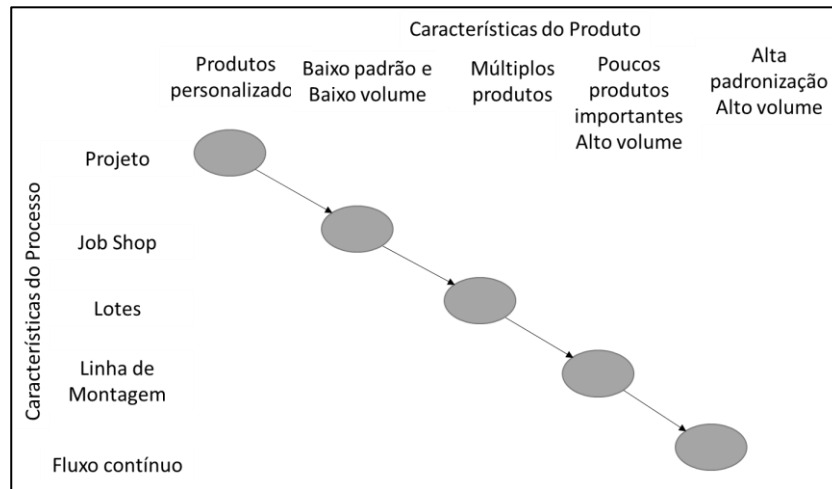 Características do Produto
Produtos
personalizado
Baixo padrão e
Baixo volume
Múltiplos
produtos
Poucos
produtos
importantes
Alto volume
Alta
padronização
Alto volume
Características do Processo
Projeto
Job Shop
Lotes
Linha de
Montagem
Fluxo contínuo